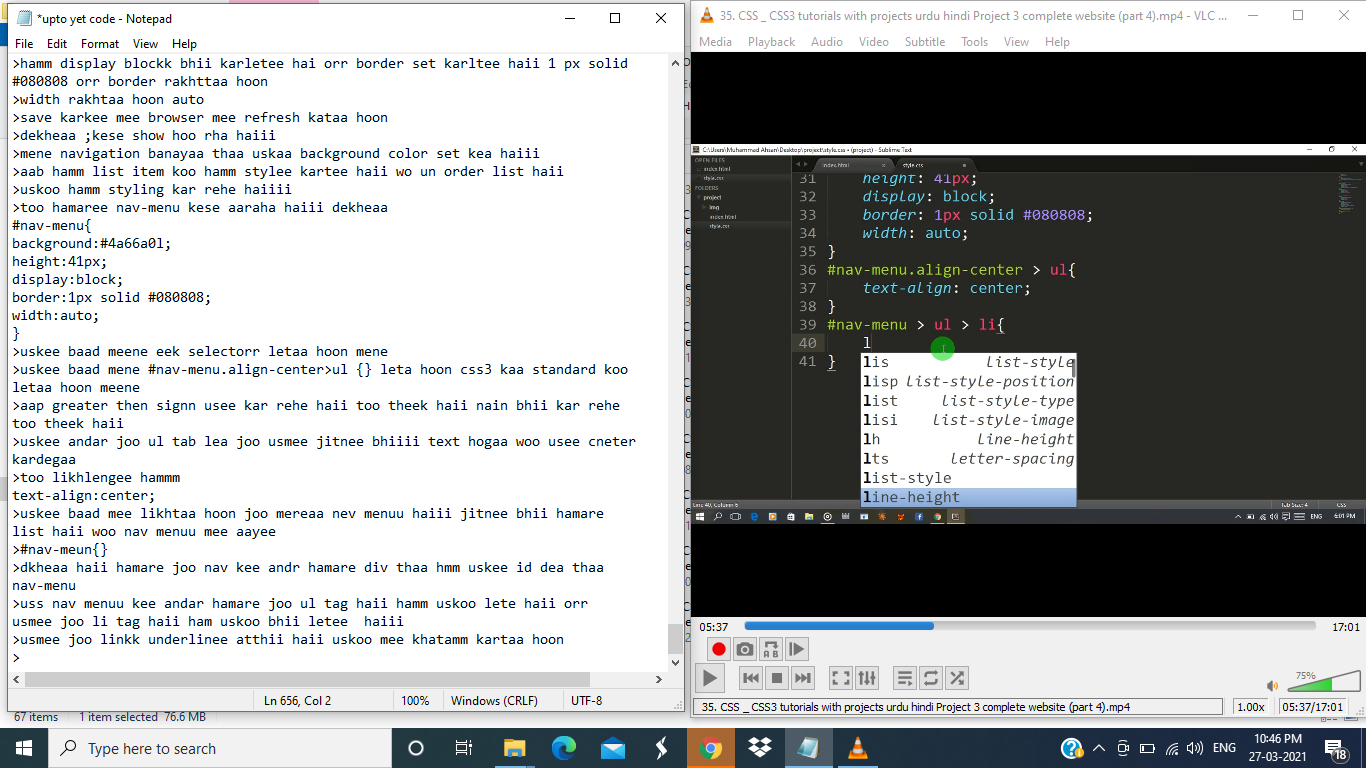 *upto yet code - Notepad
File Edit Format View Help
>hamm display blockk bhii karletee hai orr border set karltee haii 1 px solid
#080808 orr border rakhttaa hoon
>width rakhtaa hoon auto
>save karkee mee browser mee refresh kataa hoon
>dekheaa ;kese show hoo rha haiii
>mene navigation banayaa thaa uskaa background color set kea haiii
>aab hamm list item koo hamm stylee kartee haii wo un order list haii
>uskoo hamm styling kar rehe haiiii
>too hamaree nav-menu kese aaraha haiii dekheaa
#nav-menu{
background:#4a66a0l;
height:41px;
display:block;
border:1px solid #080808;
width:auto;
}
>uskee baad meene eek selectorr letaa hoon mene
>uskee baad mene #nav-menu.align-center>ul {} leta hoon css3 kaa standard koo
letaa hoon meene
>aap greater then signn usee kar rehe haii too theek haii nain bhii kar rehe
too theek haii
>uskee andar joo ul tab lea joo usmee jitnee bhiiii text hogaa woo usee cneter
kardegaa
>too likhlengee hammm
text-align:center;
>uskee baad mee likhtaa hoon joo mereaa nev menuu haiii jitnee bhii hamare
list haii woo nav menuu mee aayee
>#nav-meun{}
>dkheaa haii hamare joo nav kee andr hamare div thaa hmm uskee id dea thaa
nav-menu
>uss nav menuu kee andar hamare joo ul tag haii hamm uskoo lete haii orr
usmee joo li tag haii ham uskoo bhii letee  haiii
>usmee joo linkk underlinee atthii haii uskoo mee khatamm kartaa hoon
>
Ln 656, Col 2 100% Windows (CRLF) UTF-8
67 items 1 item selected 76.6 MB
35. CSS _ CSS3 tutorials with projects urdu hindi Project 3 complete website (part 4).mp4 - VLC ...
Media Playback Audio Video Subtitle Tools View Help
C:\Users\Muhammad Ahsan\Desktop\project\style.css • (project) - Sublime Text
OPEN FILES
index.html
style.css
FOLDERS
project
img
index.html
style.css
index.html style.css
31 height: 41px;
32 display: block;
33 border: 1px solid #080808;
34 width: auto;
35 }
36 #nav-menu.align-center > ul{
37 text-align: center;
38 }
39 #nav-menu > ul > li{
40 l
41 }
lis list-style
lisp list-style-position
list list-style-type
lisi list-style-image
lh line-height
lts letter-spacing
list-style
line-height
Line 40, Column 6 Tab Size: 4 CSS
ENG 6:01 PM
05:37 17:01
75%
35. CSS _ CSS3 tutorials with projects urdu hindi Project 3 complete website (part 4).mp4 1.00x 05:37/17:01
Type here to search
ENG 10:46 PM
27-03-2021
18